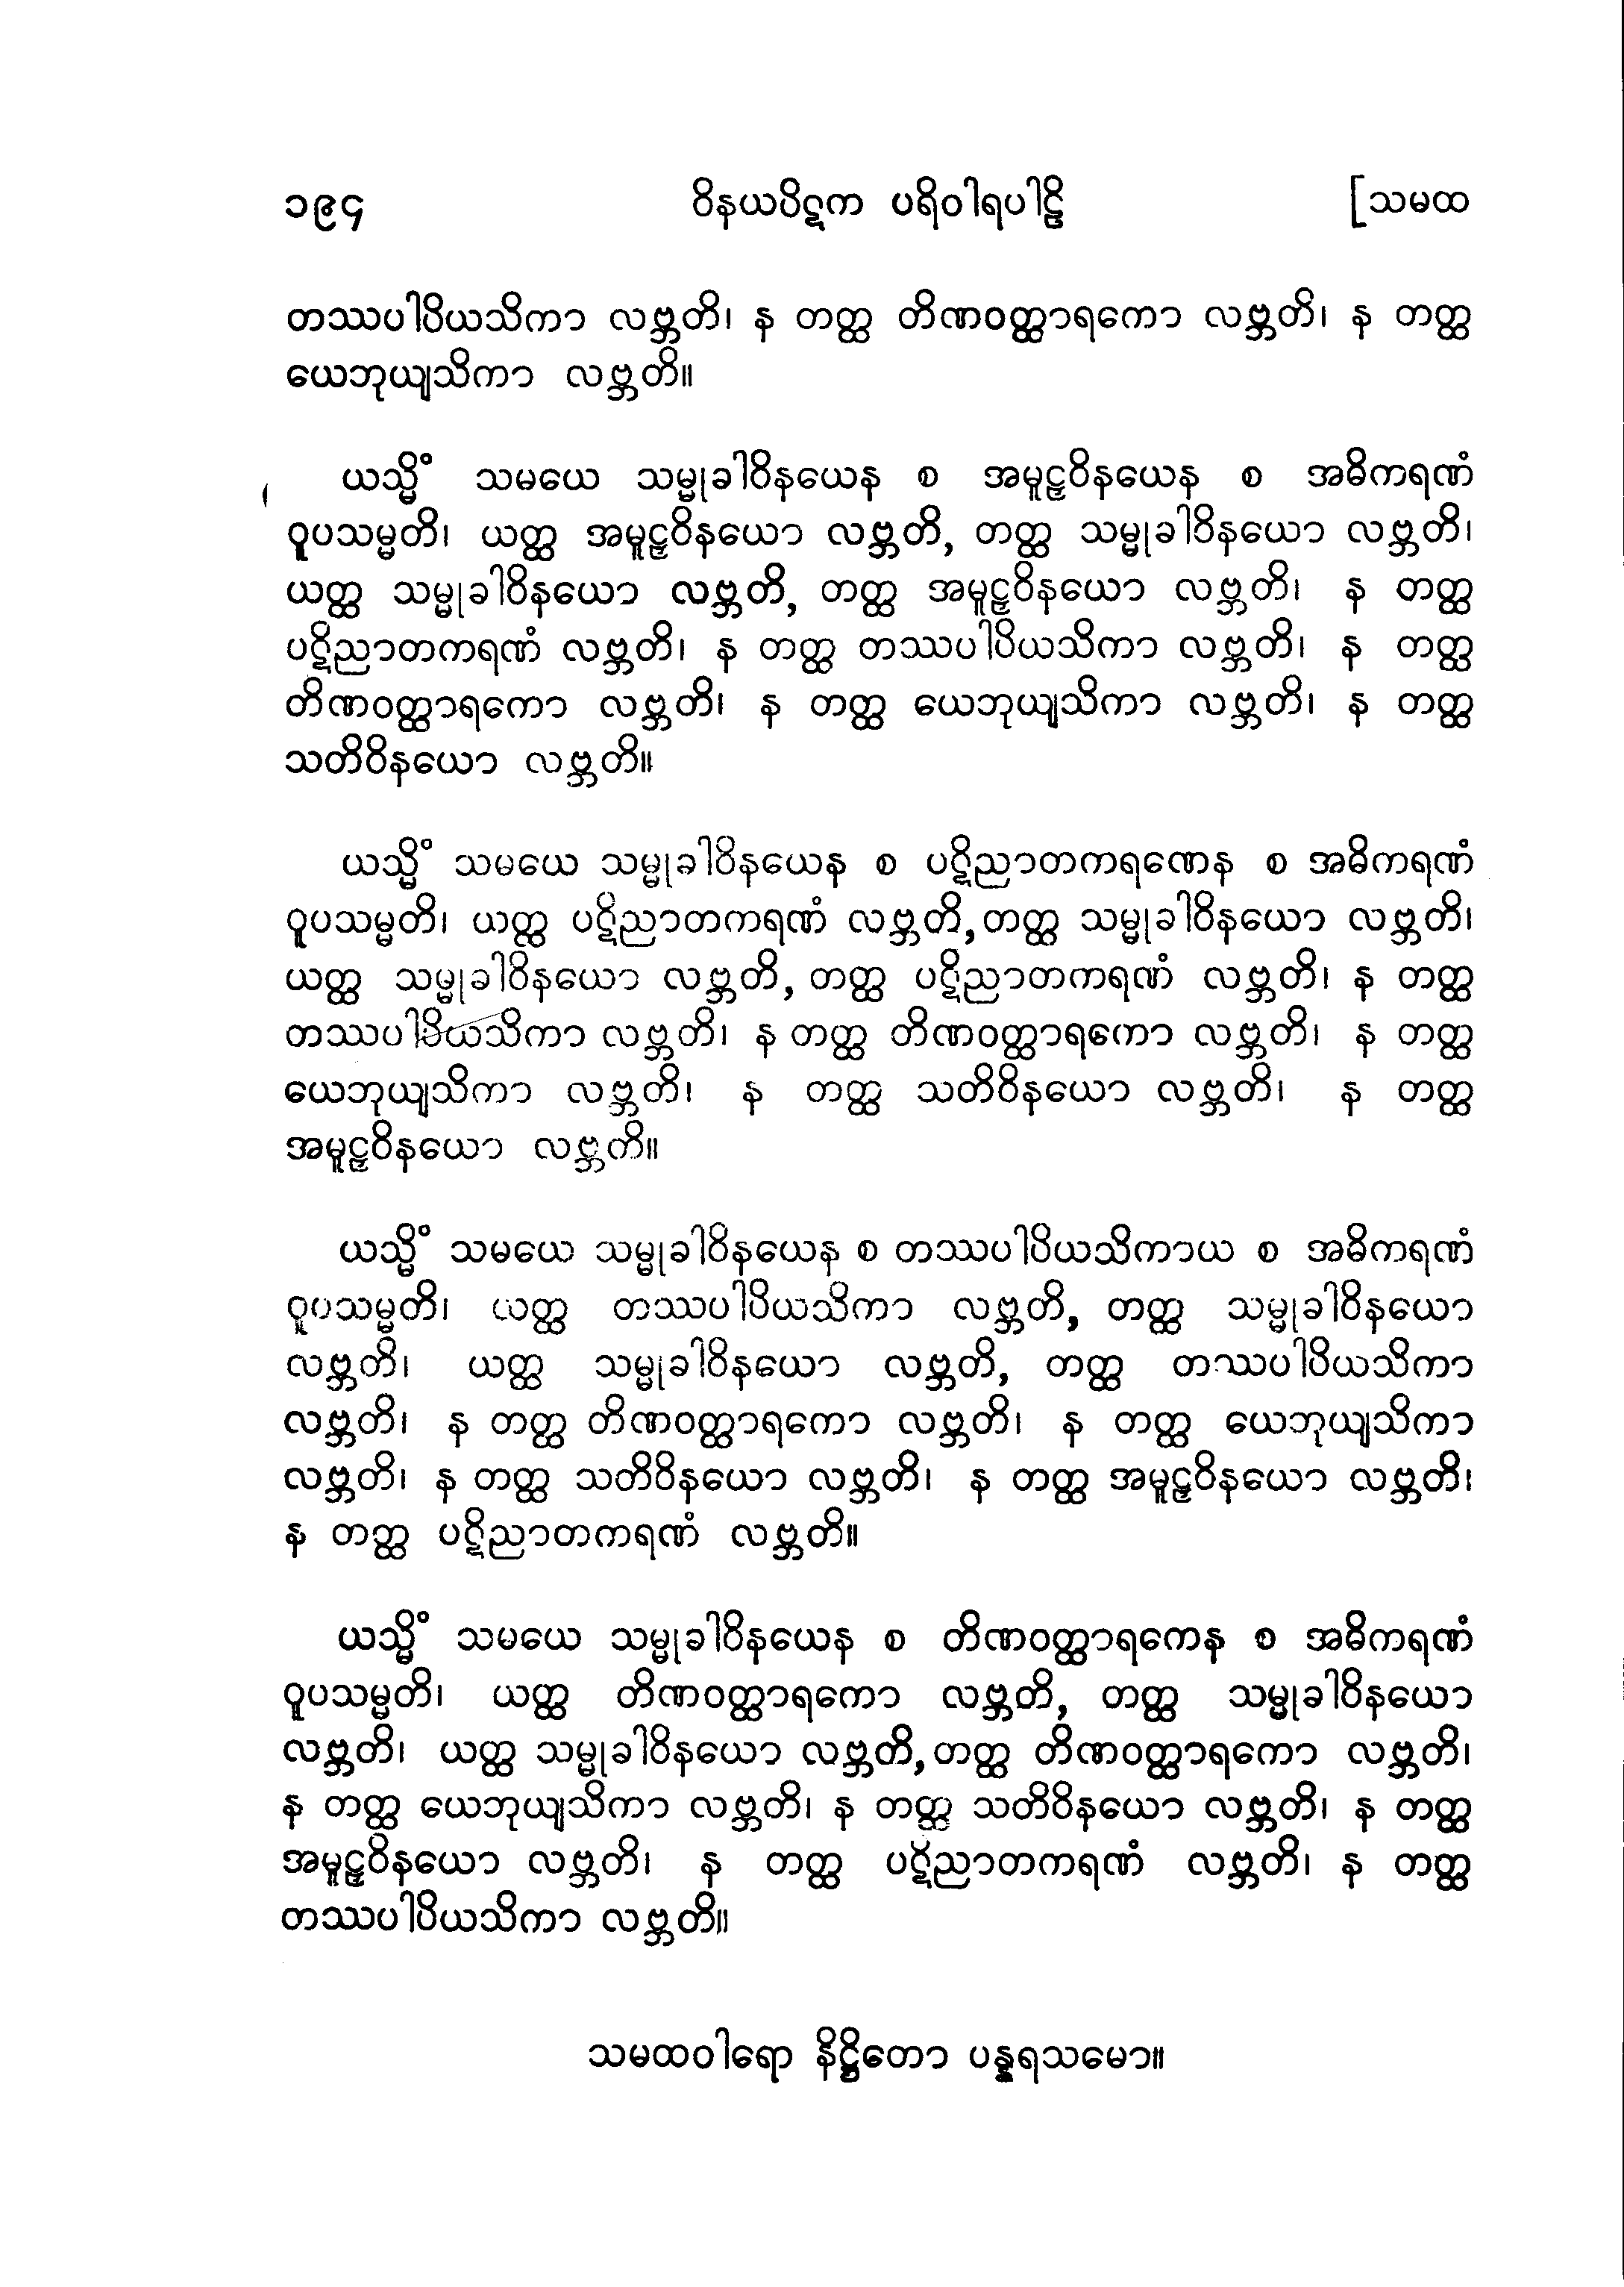 ၁၉၄ ဝိနယပိဋက ပရိဝါရပါဠိ [သမထ
တဿပါပိယသိကာ လဗ္ဘတိ၊ န တတ္ထ တိဏဝတ္ထာရကော လဗ္ဘတိ၊ န တတ္ထ
ယေဘုယျသိကာ လဗ္ဘတိ။
ယသ္မိံ သမယေ သမ္မုခါဝိနယေန စ အမူဠှဝိနယေန စ အဓိကရဏံ
ဝူပသမ္မတိ၊ ယတ္ထ အမူဠှဝိနယော လဗ္ဘတိ, တတ္ထ သမ္မုခါဝိနယော လဗ္ဘတိ၊
ယတ္ထ သမ္မုခါဝိနယော လဗ္ဘတိ, တတ္ထ အမူဠှဝိနယော လဗ္ဘတိ၊ န တတ္ထ
ပဋိညာတကရဏံ လဗ္ဘတိ၊ န တတ္ထ တဿပါပိယသိကာ လဗ္ဘတိ၊ န တတ္ထ
တိဏဝတ္ထာရကော လဗ္ဘတိ၊ န တတ္ထ ယေဘုယျသိကာ လဗ္ဘတိ၊ န တတ္ထ
သတိဝိနယော လဗ္ဘတိ။
ယသ္မိံ သမယေ သမ္မုခါဝိနယေန စ ပဋိညာတကရဏေန စ အဓိကရဏံ
ဝူပသမ္မတိ၊ ယတ္ထ ပဋိညာတကရဏံ လဗ္ဘတိ, တတ္ထ သမ္မုခါဝိနယော လဗ္ဘတိ၊
ယတ္ထ သမ္မုခါဝိနယော လဗ္ဘတိ, တတ္ထ ပဋိညာတကရဏံ လဗ္ဘတိ၊ န တတ္ထ
တဿပါပိယသိကာ လဗ္ဘတိ၊ န တတ္ထ တိဏဝတ္ထာရကော လဗ္ဘတိ၊ န တတ္ထ
ယေဘုယျသိကာ လဗ္ဘတိ၊ န တတ္ထ သတိဝိနယော လဗ္ဘတိ၊ န တတ္ထ
အမူဠှဝိနယော လဗ္ဘတိ။
ယသ္မိံ သမယေ သမ္မုခါဝိနယေန စ တဿပါပိယသိကာယ စ အဓိကရဏံ
ဝူပသမ္မတိ၊ ယတ္ထ တဿပါပိယသိကာ လဗ္ဘတိ, တတ္ထ သမ္မုခါဝိနယော
လဗ္ဘတိ၊ ယတ္ထ သမ္မုခါဝိနယော လဗ္ဘတိ, တတ္ထ တဿပါပိယသိကာ
လဗ္ဘတိ၊ န တတ္ထ တိဏဝတ္ထာရကော လဗ္ဘတိ၊ န တတ္ထ ယေဘုယျသိကာ
လဗ္ဘတိ၊ န တတ္ထ သတိဝိနယော လဗ္ဘတိ၊ န တတ္ထ အမူဠှဝိနယော လဗ္ဘတိ၊
န တတ္ထ ပဋိညာတကရဏံ လဗ္ဘတိ။
ယသ္မိံ သမယေ သမ္မုခါဝိနယေန စ တိဏဝတ္ထာရကေန စ အဓိကရဏံ
ဝူပသမ္မတိ၊ ယတ္ထ တိဏဝတ္ထာရကော လဗ္ဘတိ, တတ္ထ သမ္မုခါဝိနယော
လဗ္ဘတိ၊ ယတ္ထ သမ္မုခါဝိနယော လဗ္ဘတိ, တတ္ထ တိဏဝတ္ထာရကော လဗ္ဘတိ၊
န တတ္ထ ယေဘုယျသိကာ လဗ္ဘတိ၊ န တတ္ထ သတိဝိနယော လဗ္ဘတိ၊ န တတ္ထ
အမူဠှဝိနယော လဗ္ဘတိ၊ န တတ္ထ ပဋိညာတကရဏံ လဗ္ဘတိ၊ န တတ္ထ
တဿပါပိယသိကာ လဗ္ဘတိ။
သမထဝါရော နိဋ္ဌိတော ပန္နရသမော။